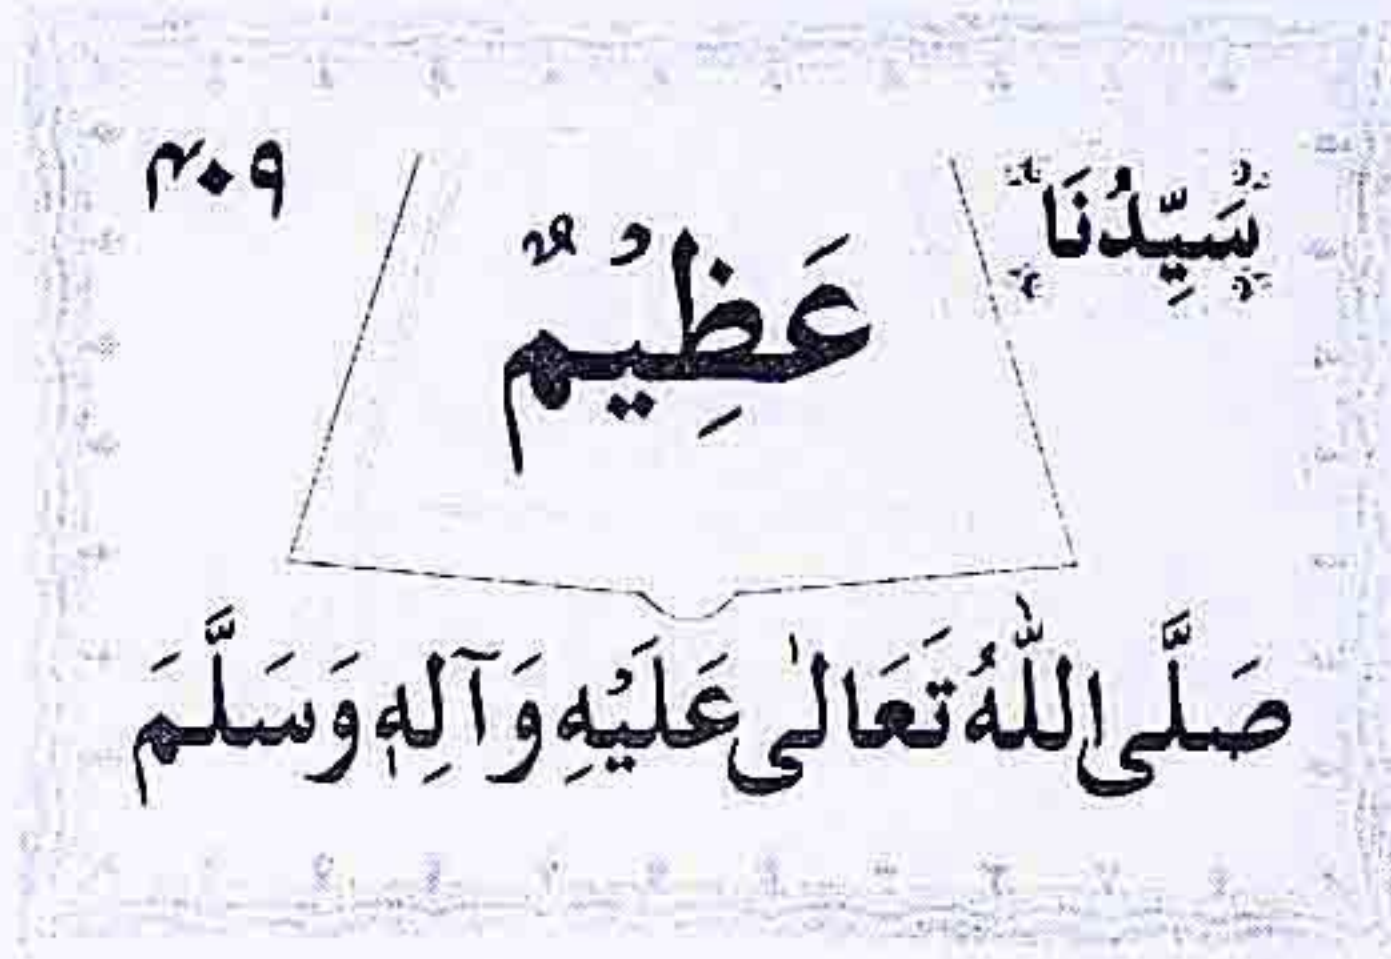 سَیِّدُنَا
۴۰۹
عَظِیْمٌ
صَلَّی اللّٰهُ تَعَالٰی عَلَیْهِ وَآلِهٖ وَسَلَّمَ